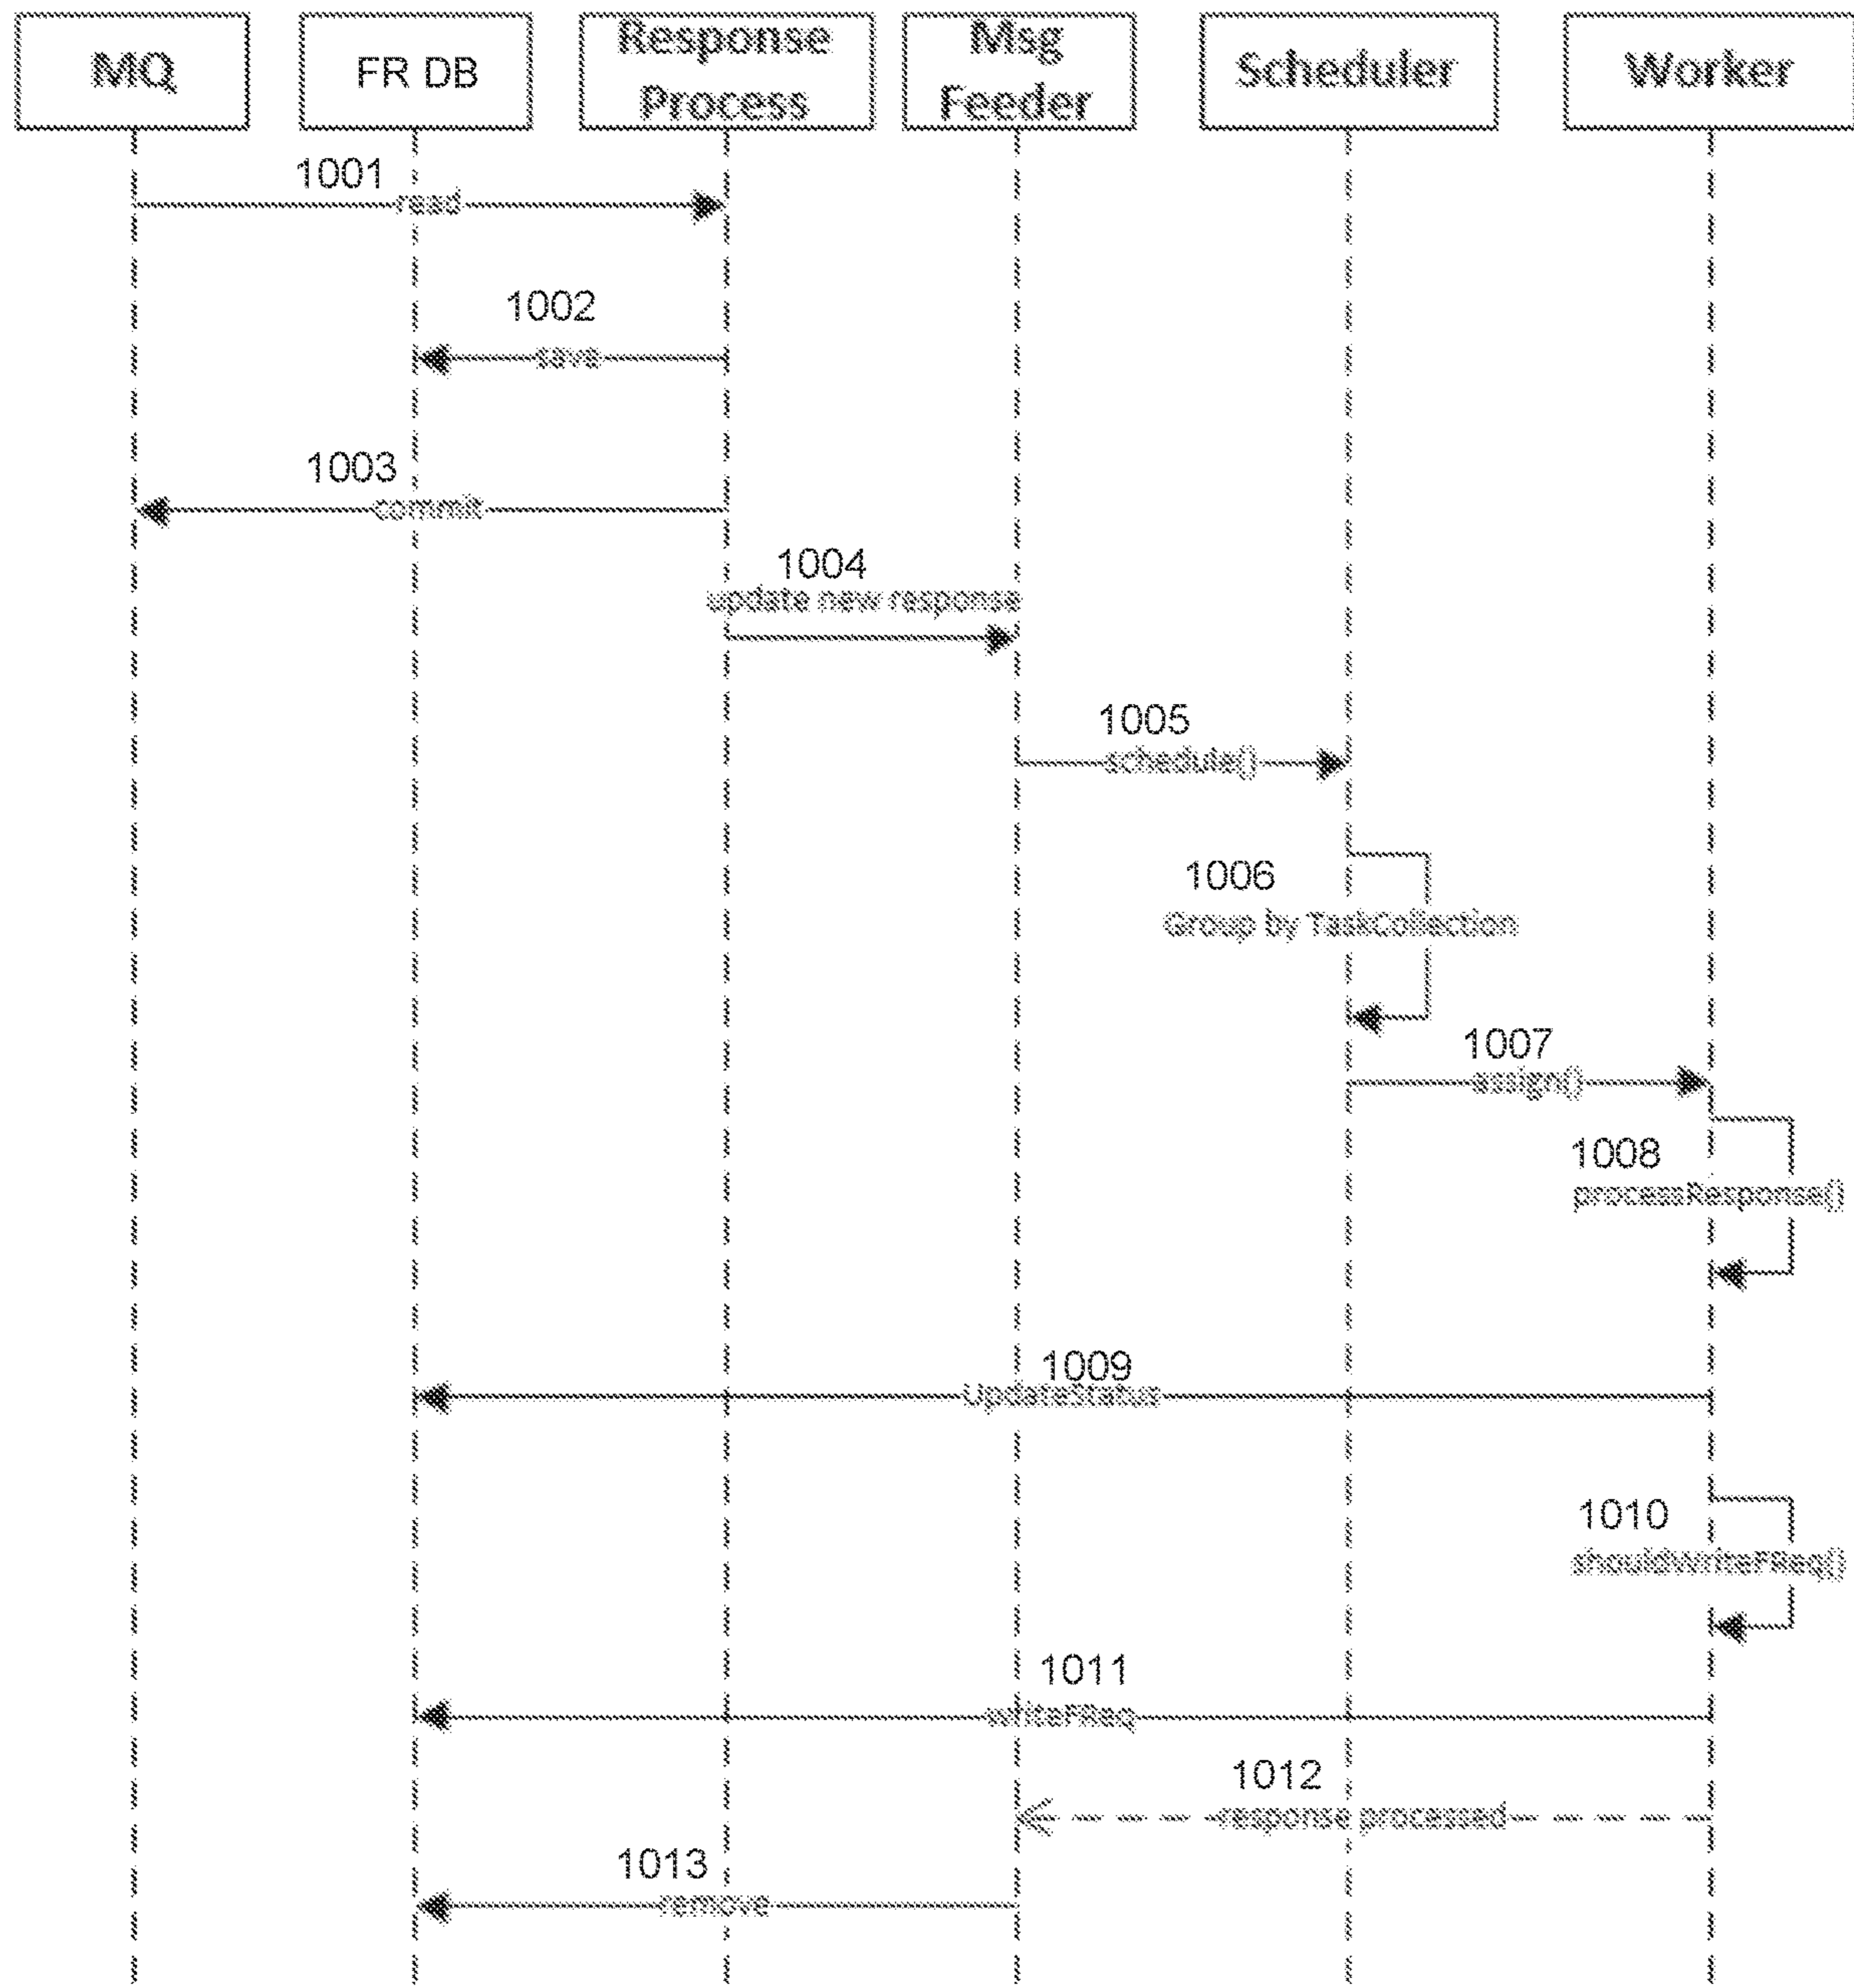 MQ
FR DB
Response
Process
Msg
Feeder
Scheduler
Worker
1001
read
1002
save
1003
commit
1004
update new response
1005
schedule()
1006
Group by TaskCollection
1007
assign()
1008
processResponse()
1009
UpdateStatus
1010
shouldWriteFReq()
1011
writeFReq
1012
response processed
1013
remove